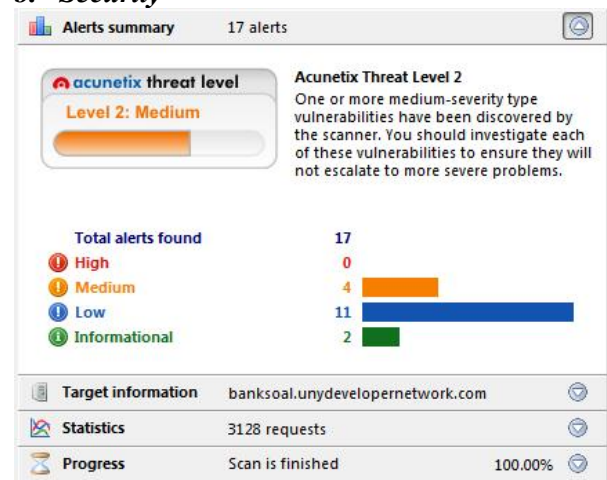 Security
Alerts summary 17 alerts
acunetix threat level
Level 2: Medium
Acunetix Threat Level 2
One or more medium-severity type
vulnerabilities have been discovered by
the scanner. You should investigate each
of these vulnerabilities to ensure they will
not escalate to more severe problems.
Total alerts found 17
High 0
Medium 4
Low 11
Informational 2
Target information banksoal.unydevelopernetwork.com
Statistics 3128 requests
Progress Scan is finished 100.00%